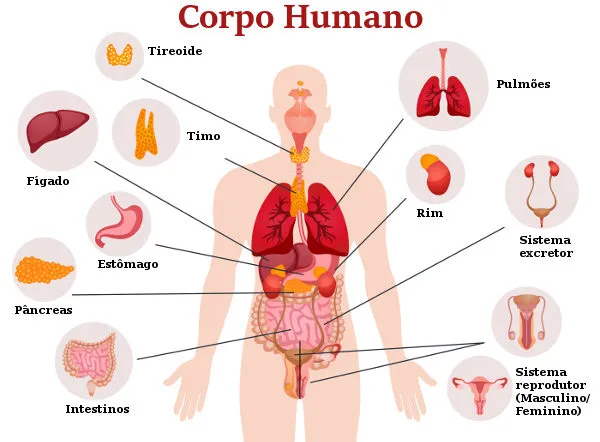 Corpo Humano
Tireoide
Pulmões
Timo
Fígado
Rim
Sistema
excretor
Estômago
Pâncreas
Sistema
reprodutor
(Masculino/
Feminino)
Intestinos